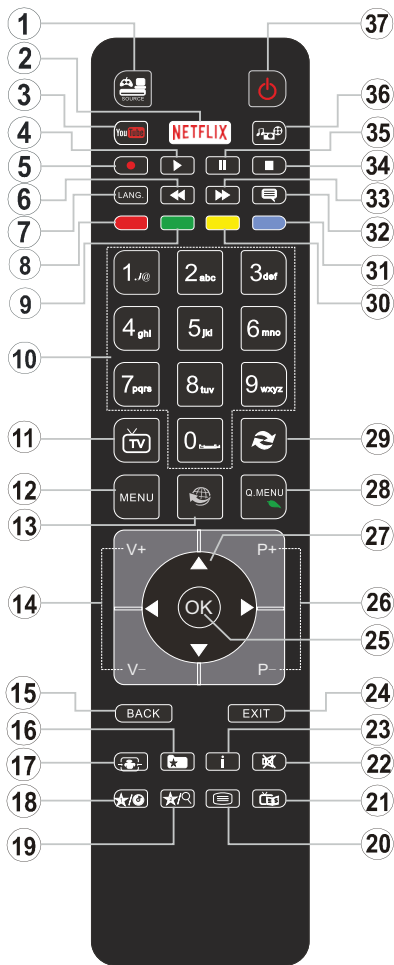 1
37
2
SOURCE
3
YouTube
NETFLIX
36
4
35
5
34
6
LANG.
33
7
32
8
31
9
30
1./@
2abc
3def
4ghi
5jkl
6mno
10
7pqrs
8tuv
9wxyz
11
TV
0
29
12
MENU
Q.MENU
28
13
27
V+
P+
14
OK
26
25
V-
P-
15
24
BACK
EXIT
16
23
17
i
22
18
21
19
20